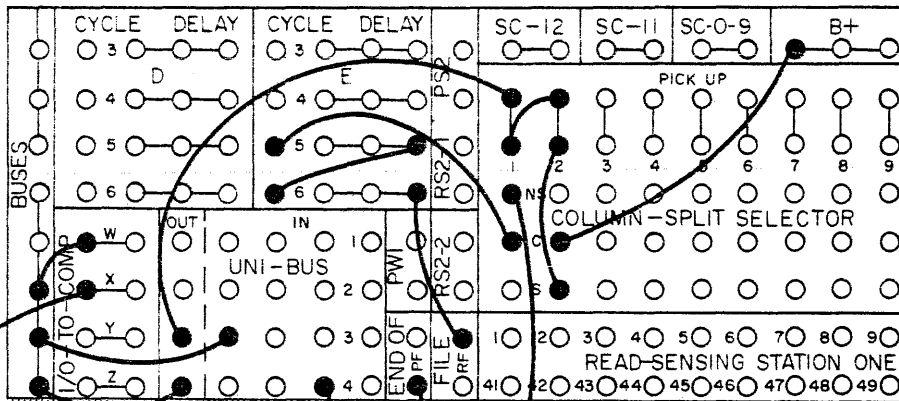 CYCLE DELAY CYCLE DELAY SC-12 SC-11 SC-0-9 B+
3 3
D E PS2 PICK UP
4 4
5 5 RS2-1 1 2 3 4 5 6 7 8 9
BUSES
6 6 NS
OUT IN COLUMN-SPLIT SELECTOR
W 1 C
I/O-TO-COMP UNI-BUS PWI RS2-2
X 2 S
Y 3 END OF FILE RF 1 2 3 4 5 6 7 8 9
READ-SENSING STATION ONE
Z 4 PF 41 42 43 44 45 46 47 48 49